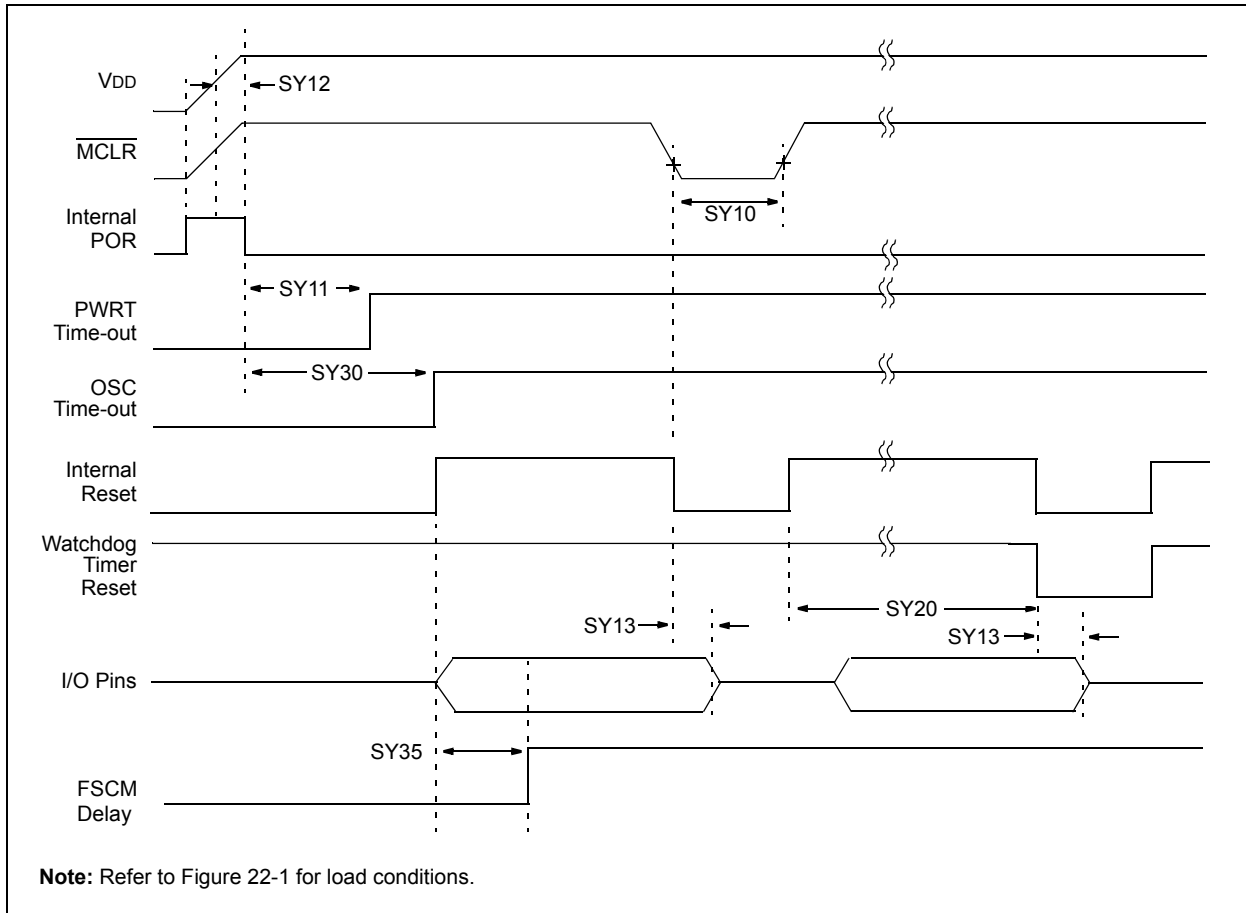 VDD
SY12
MCLR
SY10
Internal
POR
SY11
PWRT
Time-out
SY30
OSC
Time-out
Internal
Reset
Watchdog
Timer
Reset
SY20
SY13
SY13
I/O Pins
SY35
FSCM
Delay
Note: Refer to Figure 22-1 for load conditions.